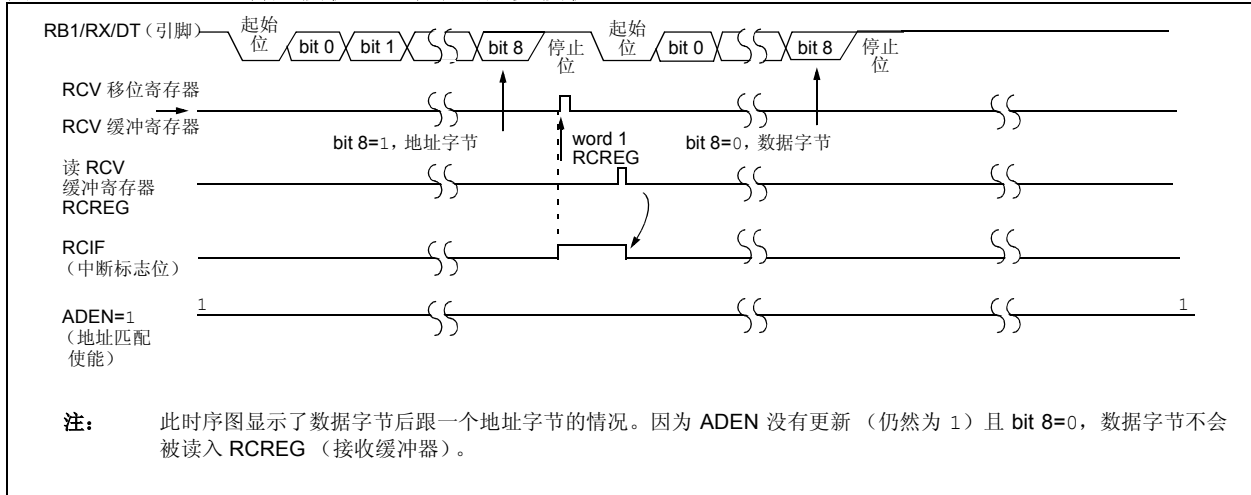 RB1/RX/DT（引脚）
起始
位
bit 0
bit 1
bit 8
停止
位
起始
位
bit 0
bit 8
停止
位
RCV 移位寄存器
RCV 缓冲寄存器
bit 8=1，地址字节
word 1
RCREG
bit 8=0，数据字节
读 RCV
缓冲寄存器
RCREG
RCIF
（中断标志位）
ADEN=1
（地址匹配
使能）
1
1
注： 此时序图显示了数据字节后跟一个地址字节的情况。因为 ADEN 没有更新 （仍然为 1）且 bit 8=0，数据字节不会
被读入 RCREG （接收缓冲器）。